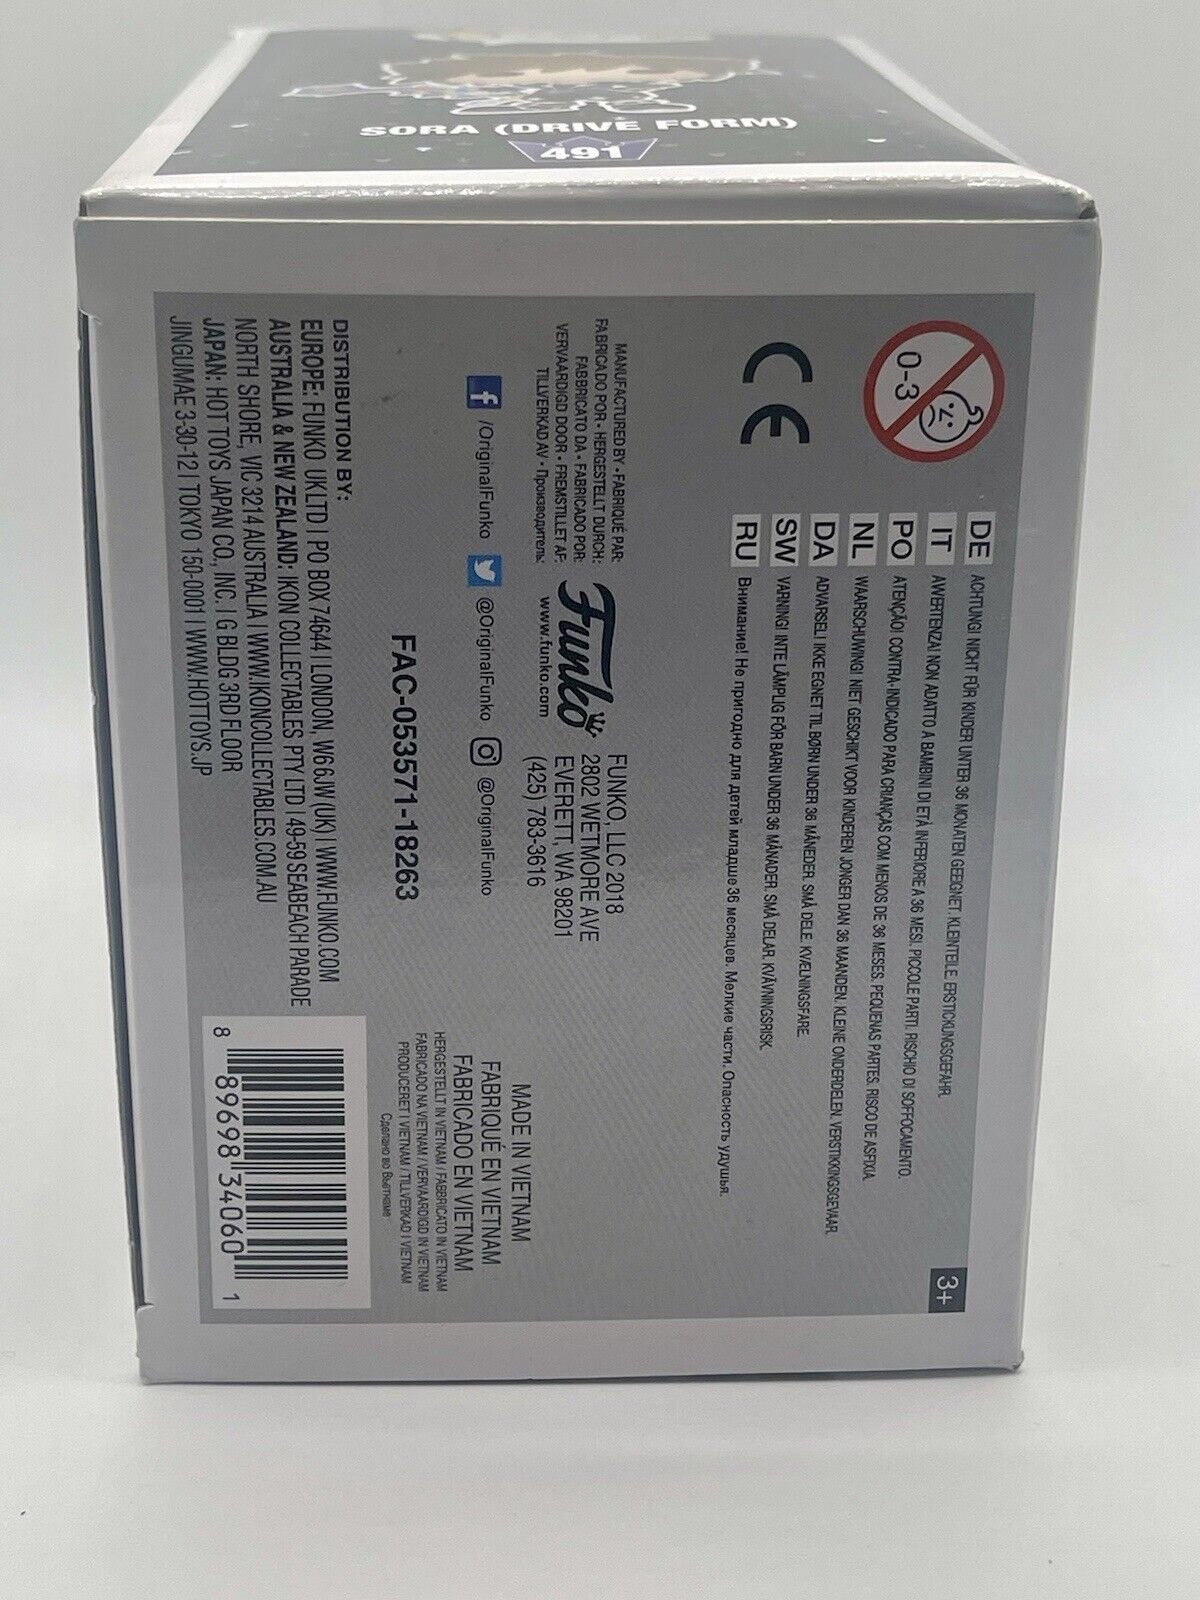 SORA (DRIVE FORM)
491
0-3
DE ACHTUNG! NICHT FÜR KINDER UNTER 36 MONATEN GEEIGNET. KLEINTEILE. ERSTICKUNGSGEFAHR.
IT AVVERTENZA! NON ADATTO A BAMBINI DI ETÀ INFERIORE A 36 MESI. PICCOLE PARTI. RISCHIO DI SOFFOCAMENTO.
PO ATENÇÃO! CONTRA-INDICADO PARA CRIANÇAS COM MENOS DE 36 MESES. PEQUENAS PARTES. RISCO DE ASFIXIA.
NL WAARSCHUWING! NIET GESCHIKT VOOR KINDEREN JONGER DAN 36 MAANDEN. KLEINE ONDERDELEN. VERSTIKKINGSGEVAAR.
DA ADVARSEL! IKKE EGNET TIL BØRN UNDER 36 MÅNEDER. SMÅ DELE. KVÆLNINGSFARE.
SW VARNING! INTE LÄMPLIG FÖR BARN UNDER 36 MÅNADER. SMÅ DELAR. KVÄVNINGSRISK.
RU Внимание! Не пригодно для детей младше 36 месяцев. Мелкие части. Опасность удушья.
3+
CE
MANUFACTURED BY • FABRIQUÉ PAR:
FABRICADO POR • HERGESTELLT DURCH:
FABBRICATO DA • FABRICADO POR:
VERVAARDIGD DOOR • FREMSTILLET AF:
TILLVERKAD AV • Производитель:
Funko
www.funko.com
FUNKO, LLC 2018
2802 WETMORE AVE
EVERETT, WA 98201
(425) 783-3616
f /OriginalFunko @OriginalFunko @OriginalFunko
FAC-053571-18263
MADE IN VIETNAM
FABRIQUÉ EN VIETNAM
FABRICADO EN VIETNAM
HERGESTELLT IN VIETNAM / FABBRICATO IN VIETNAM
FABRICADO NA VIETNAM / VERVAARDIGD IN VIETNAM
PRODUCERET I VIETNAM / TILLVERKAD I VIETNAM
Сделано во Вьетнаме
DISTRIBUTION BY:
EUROPE: FUNKO UK LTD | PO BOX 7464 | LONDON, W6 6JW (UK) | WWW.FUNKO.COM
AUSTRALIA & NEW ZEALAND: IKON COLLECTABLES PTY LTD | 49-59 SEABEACH PARADE
NORTH SHORE, VIC 3214 AUSTRALIA | WWW.IKONCOLLECTABLES.COM.AU
JAPAN: HOT TOYS JAPAN CO., INC. | G BLDG 3RD FLOOR
JINGUMAE 3-30-12 | TOKYO 150-0001 | WWW.HOTTOYS.JP
8 89698 34060 1